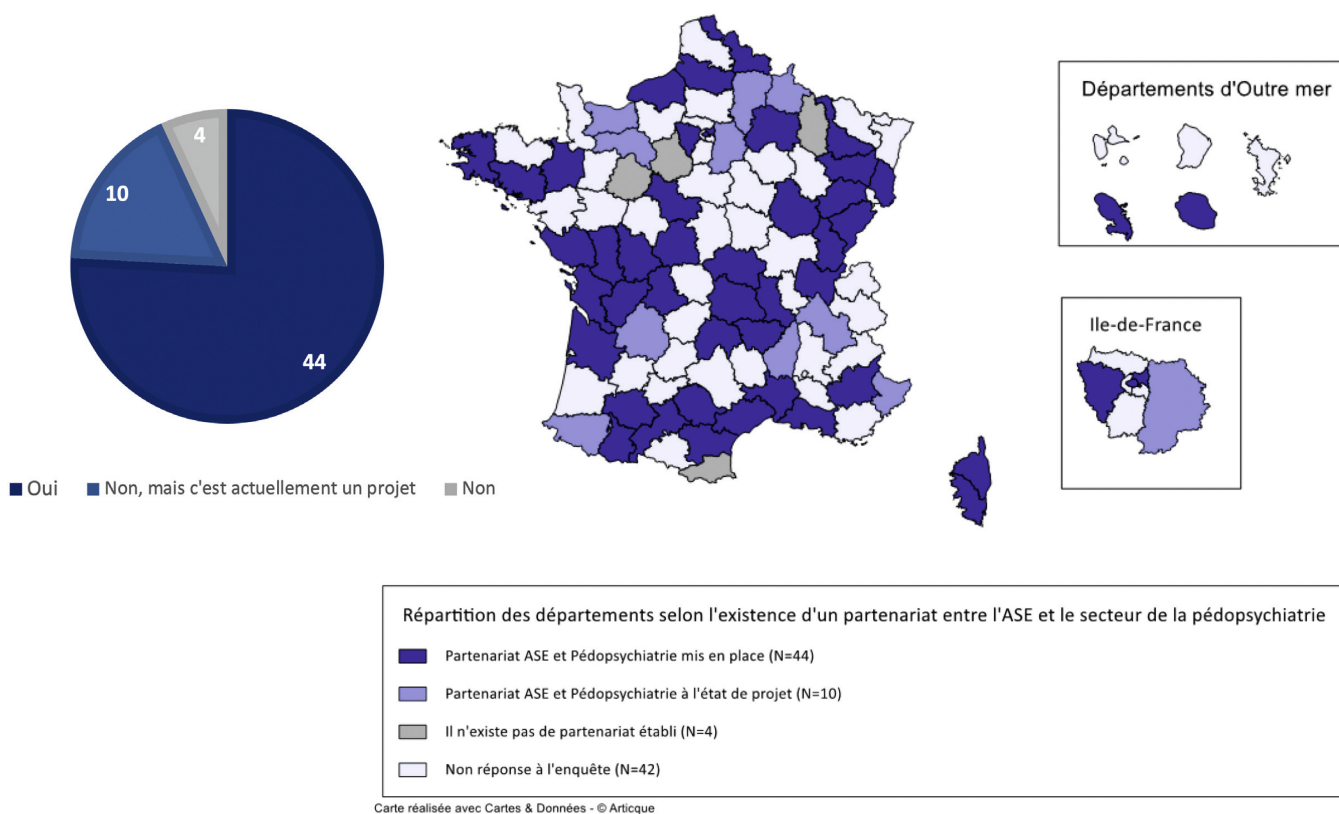 4
10
44
Oui
Non, mais c'est actuellement un projet
Non
Départements d'Outre mer
Ile-de-France
Répartition des départements selon l'existence d'un partenariat entre l'ASE et le secteur de la pédopsychiatrie
Partenariat ASE et Pédopsychiatrie mis en place (N=44)
Partenariat ASE et Pédopsychiatrie à l'état de projet (N=10)
Il n'existe pas de partenariat établi (N=4)
Non réponse à l'enquête (N=42)
Carte réalisée avec Cartes & Données - © Articque